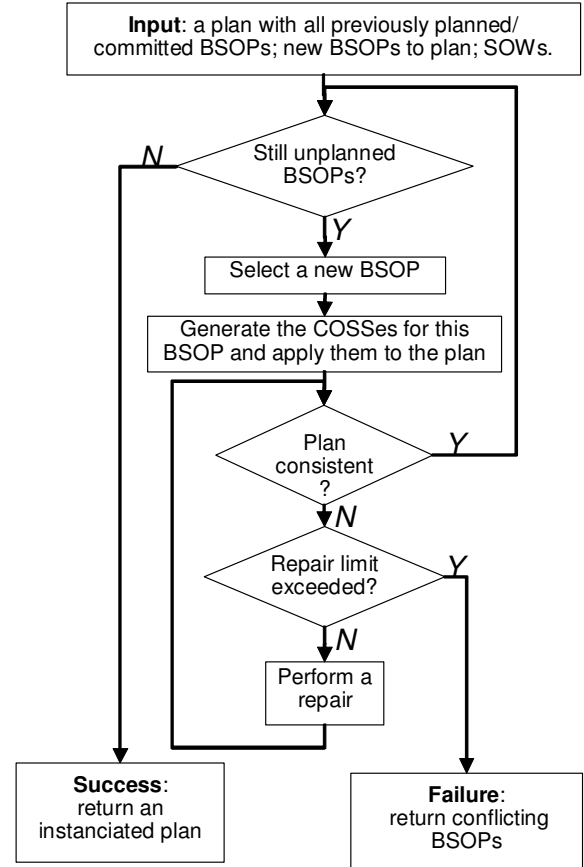 Input: a plan with all previously planned/
committed BSOPs; new BSOPs to plan; SOWs.
N
Still unplanned
BSOPs?
Y
Select a new BSOP
Generate the COSSes for this
BSOP and apply them to the plan
Plan
consistent
?
Y
N
Repair limit
exceeded?
Y
N
Perform a
repair
Success:
return an
instanciated plan
Failure:
return conflicting
BSOPs